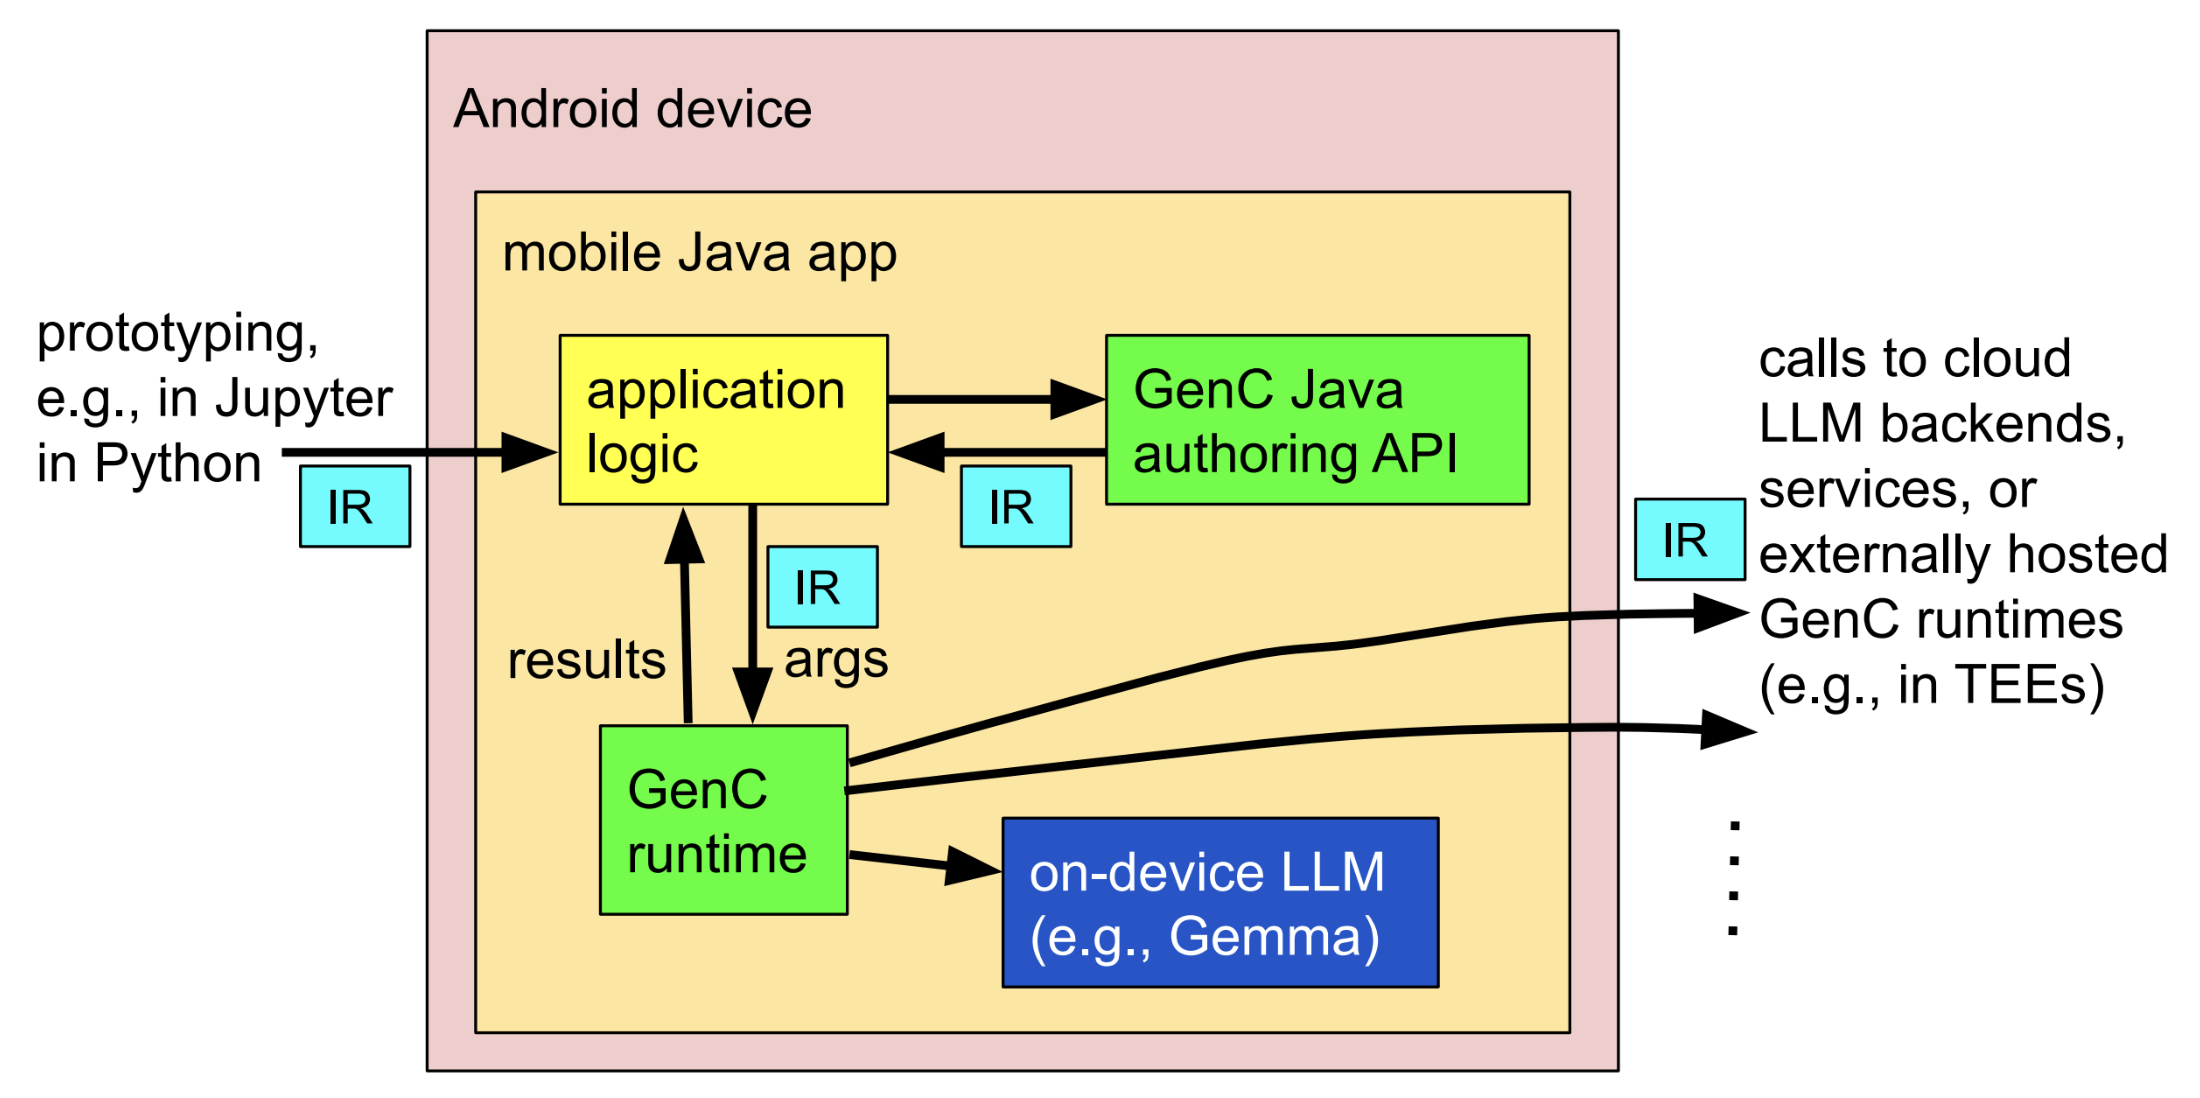 Android device
mobile Java app
prototyping,
e.g., in Jupyter
in Python
IR
application
logic
GenC Java
authoring API
IR
IR
results
args
GenC
runtime
on-device LLM
(e.g., Gemma)
IR
calls to cloud
LLM backends,
services, or
externally hosted
GenC runtimes
(e.g., in TEEs)